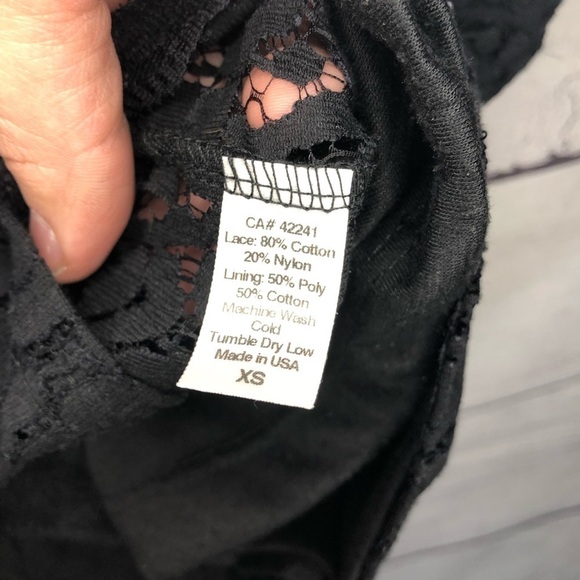 CA# 42241
Lace: 80% Cotton
20% Nylon
Lining: 50% Poly
50% Cotton
Machine Wash
Cold
Tumble Dry Low
Made in USA
XS